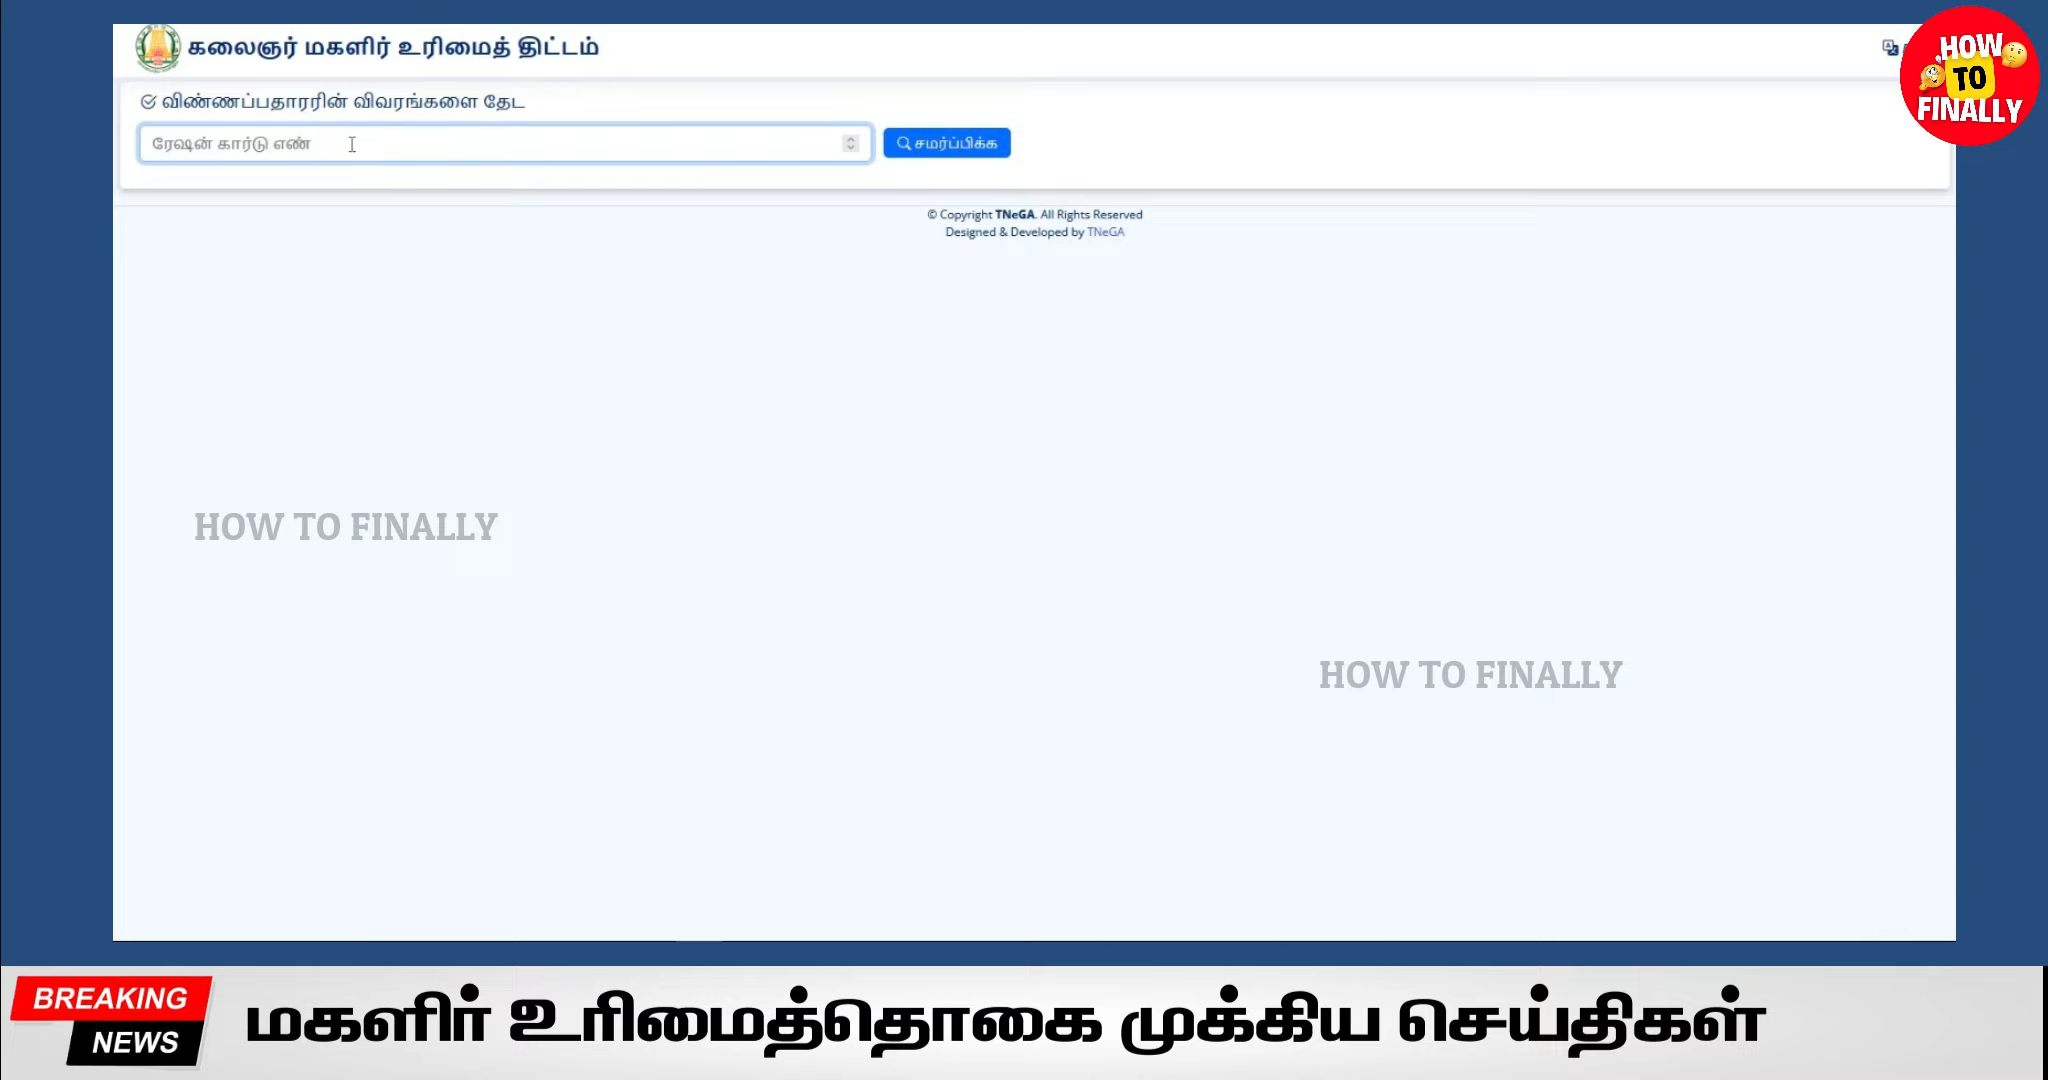 கலைஞர் மகளிர் உரிமைத் திட்டம்
விண்ணப்பதாரரின் விவரங்களை தேட
ரேஷன் கார்டு எண்
சமர்ப்பிக்க
© Copyright TNeGA. All Rights Reserved
Designed & Developed by TNeGA
HOW
TO
FINALLY
HOW TO FINALLY
HOW TO FINALLY
BREAKING
NEWS
மகளிர் உரிமைத்தொகை முக்கிய செய்திகள்